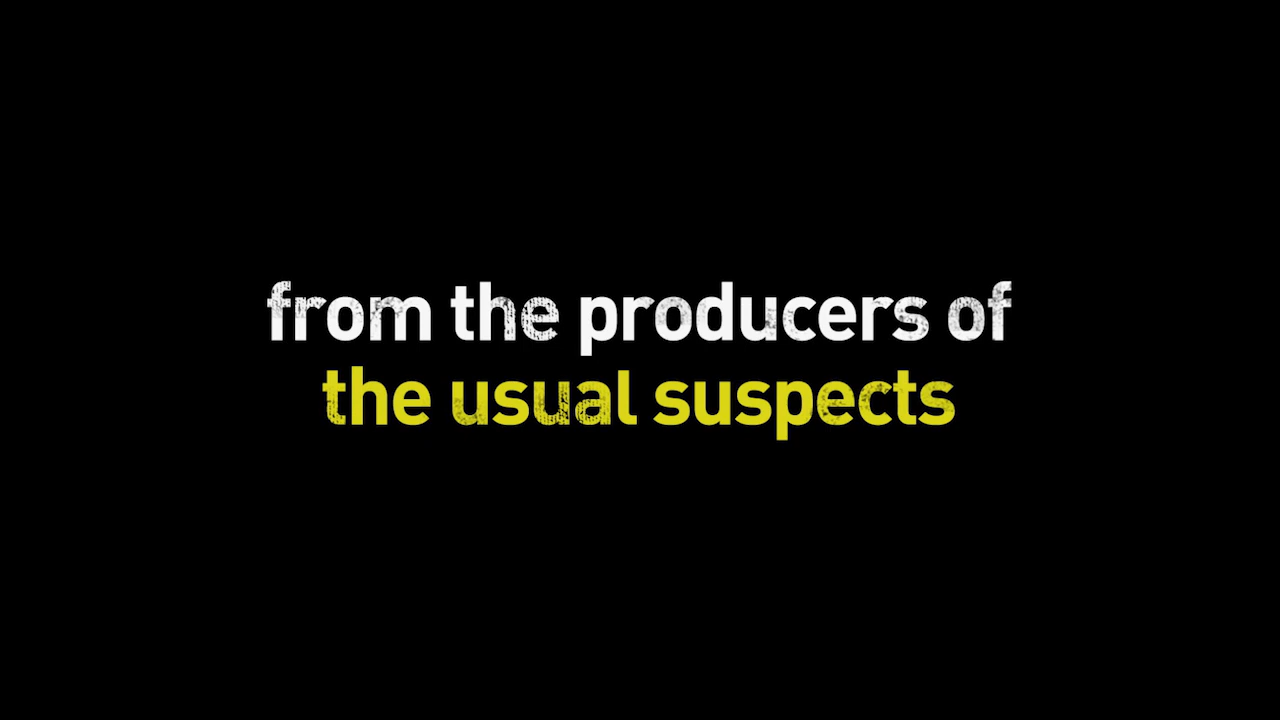 from the producers of
the usual suspects